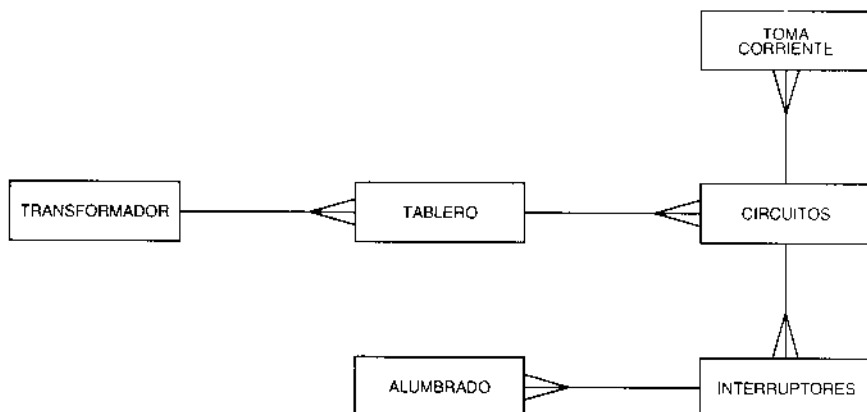 TOMA
CORRIENTE
TRANSFORMADOR
TABLERO
CIRCUITOS
ALUMBRADO
INTERRUPTORES